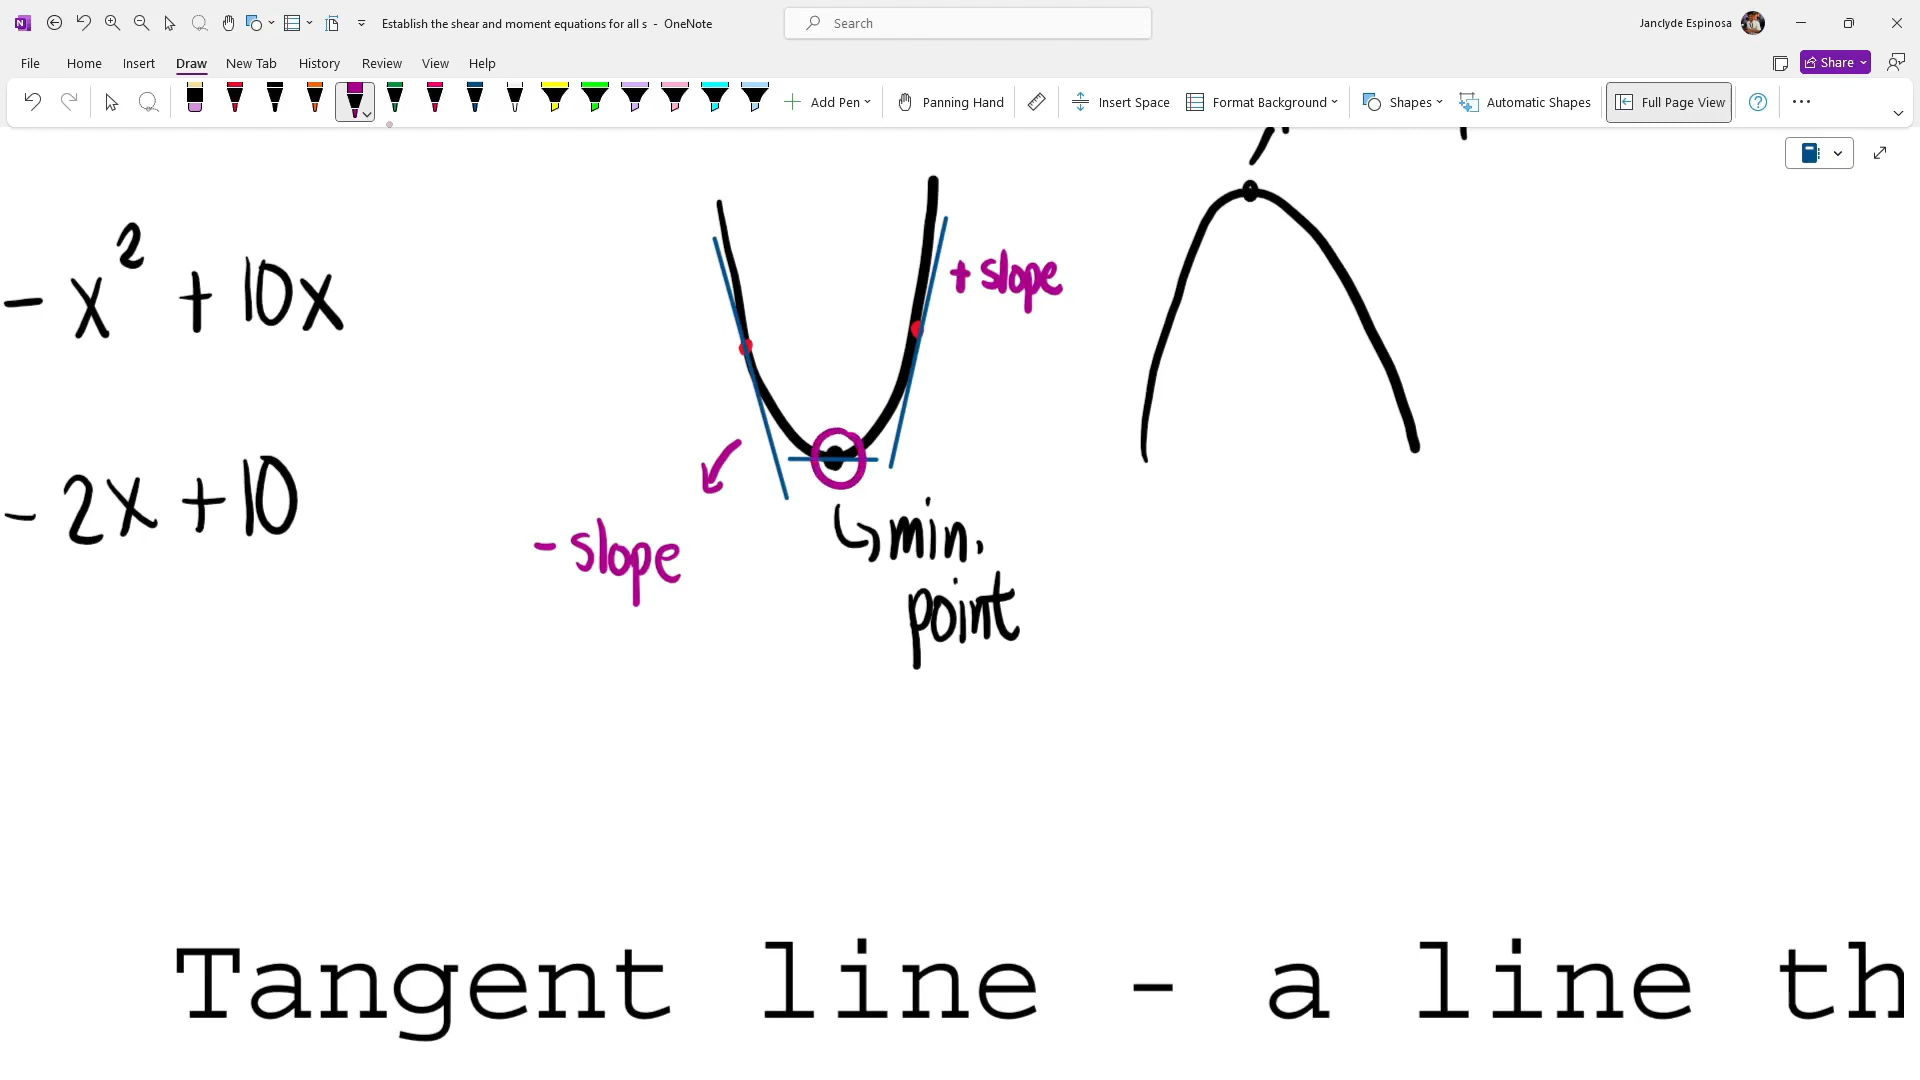 Establish the shear and moment equations for all s - OneNote
Search
Janclyde Espinosa
File Home Insert Draw New Tab History Review View Help
Share
Add Pen
Panning Hand
Insert Space
Format Background
Shapes
Automatic Shapes
Full Page View
- x² + 10x
+ slope
- 2x + 10
- slope
min.
point
Tangent line - a line th